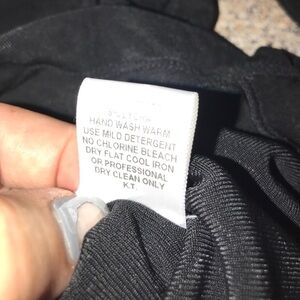 HAND WASH WARM
USE MILD DETERGENT
NO CHLORINE BLEACH
DRY FLAT COOL IRON
OR PROFESSIONAL
DRY CLEAN ONLY
K.T.